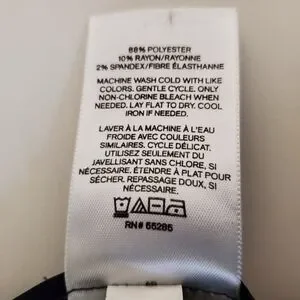 88% POLYESTER
10% RAYON/RAYONNE
2% SPANDEX/FIBRE ÉLASTHANNE
MACHINE WASH COLD WITH LIKE
COLORS. GENTLE CYCLE. ONLY
NON-CHLORINE BLEACH WHEN
NEEDED. LAY FLAT TO DRY. COOL
IRON IF NEEDED.
LAVER À LA MACHINE À L'EAU
FROIDE AVEC COULEURS
SIMILAIRES. CYCLE DÉLICAT.
UTILISEZ SEULEMENT DU
JAVELLISANT SANS CHLORE, SI
NÉCESSAIRE. ÉTENDRE À PLAT POUR
SÉCHER. REPASSAGE DOUX, SI
NÉCESSAIRE.
RN# 55285